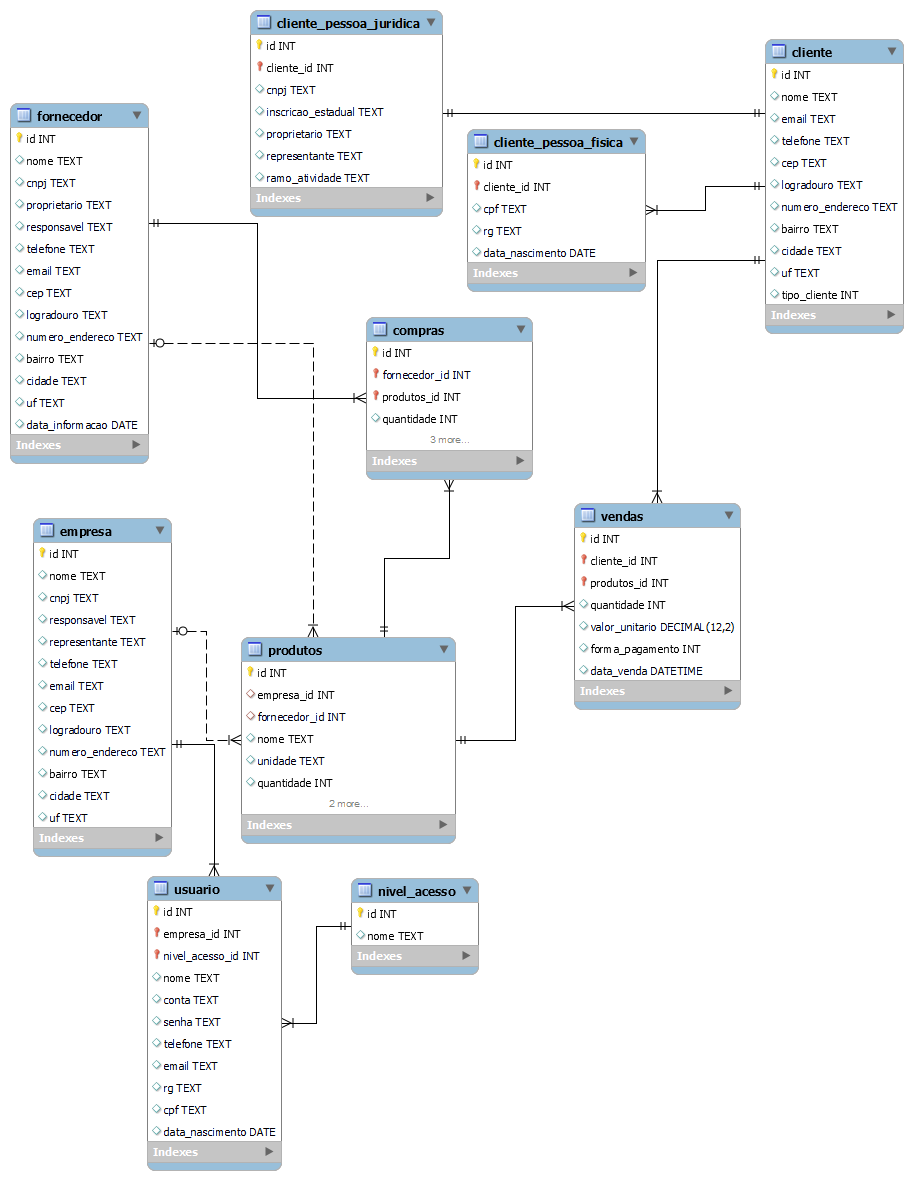 cliente_pessoa_juridica
id INT
cliente_id INT
cnpj TEXT
inscricao_estadual TEXT
proprietario TEXT
representante TEXT
ramo_atividade TEXT
Indexes
cliente
id INT
nome TEXT
email TEXT
telefone TEXT
cep TEXT
logradouro TEXT
numero_endereco TEXT
bairro TEXT
cidade TEXT
uf TEXT
tipo_cliente INT
Indexes
fornecedor
id INT
nome TEXT
cnpj TEXT
proprietario TEXT
responsavel TEXT
telefone TEXT
email TEXT
cep TEXT
logradouro TEXT
numero_endereco TEXT
bairro TEXT
cidade TEXT
uf TEXT
data_informacao DATE
Indexes
cliente_pessoa_fisica
id INT
cliente_id INT
cpf TEXT
rg TEXT
data_nascimento DATE
Indexes
compras
id INT
fornecedor_id INT
produtos_id INT
quantidade INT
3 more...
Indexes
vendas
id INT
cliente_id INT
produtos_id INT
quantidade INT
valor_unitario DECIMAL(12,2)
forma_pagamento INT
data_venda DATETIME
Indexes
empresa
id INT
nome TEXT
cnpj TEXT
responsavel TEXT
representante TEXT
telefone TEXT
email TEXT
cep TEXT
logradouro TEXT
numero_endereco TEXT
bairro TEXT
cidade TEXT
uf TEXT
Indexes
produtos
id INT
empresa_id INT
fornecedor_id INT
nome TEXT
unidade TEXT
quantidade INT
2 more...
Indexes
usuario
id INT
empresa_id INT
nivel_acesso_id INT
nome TEXT
conta TEXT
senha TEXT
telefone TEXT
email TEXT
rg TEXT
cpf TEXT
data_nascimento DATE
Indexes
nivel_acesso
id INT
nome TEXT
Indexes